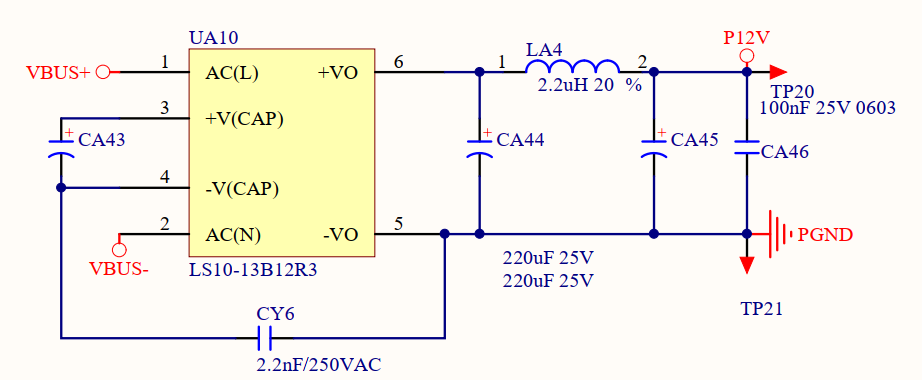 UA10
P12V
VBUS+
1
AC(L)
+VO
6
1
LA4
2
2.2uH 20 %
TP20
100nF 25V 0603
3
+V(CAP)
+
CA43
+
CA44
+
CA45
CA46
4
-V(CAP)
2
AC(N)
-VO
5
PGND
VBUS-
LS10-13B12R3
220uF 25V
220uF 25V
TP21
CY6
2.2nF/250VAC